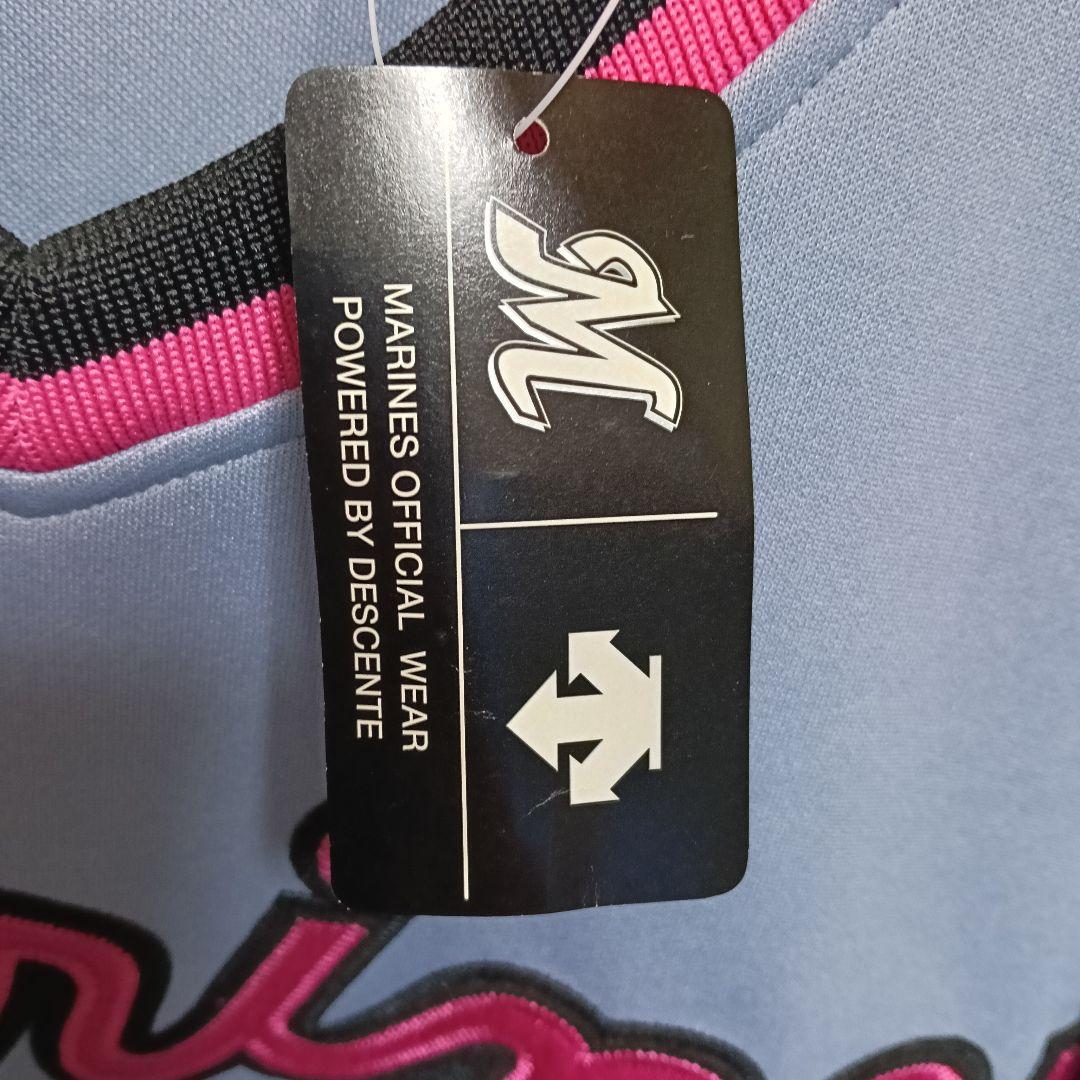 M
MARINES OFFICIAL WEAR
POWERED BY DESCENTE